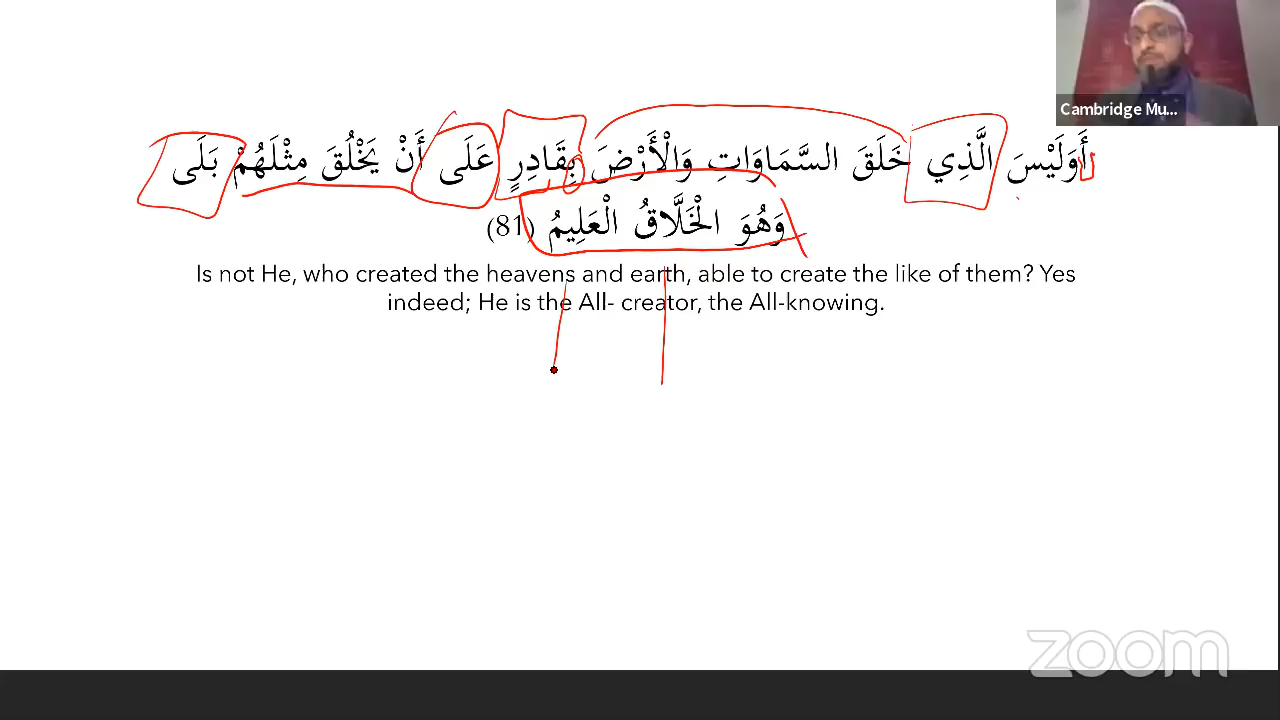 Cambridge Mu...
أَوَلَيْسَ الَّذِي خَلَقَ السَّمَاوَاتِ وَالْأَرْضَ بِقَادِرٍ عَلَى أَنْ يَخْلُقَ مِثْلَهُمْ بَلَى
وَهُوَ الْخَلَّاقُ الْعَلِيمُ (81)
Is not He, who created the heavens and earth, able to create the like of them? Yes
indeed; He is the All- creator, the All-knowing.
zoom